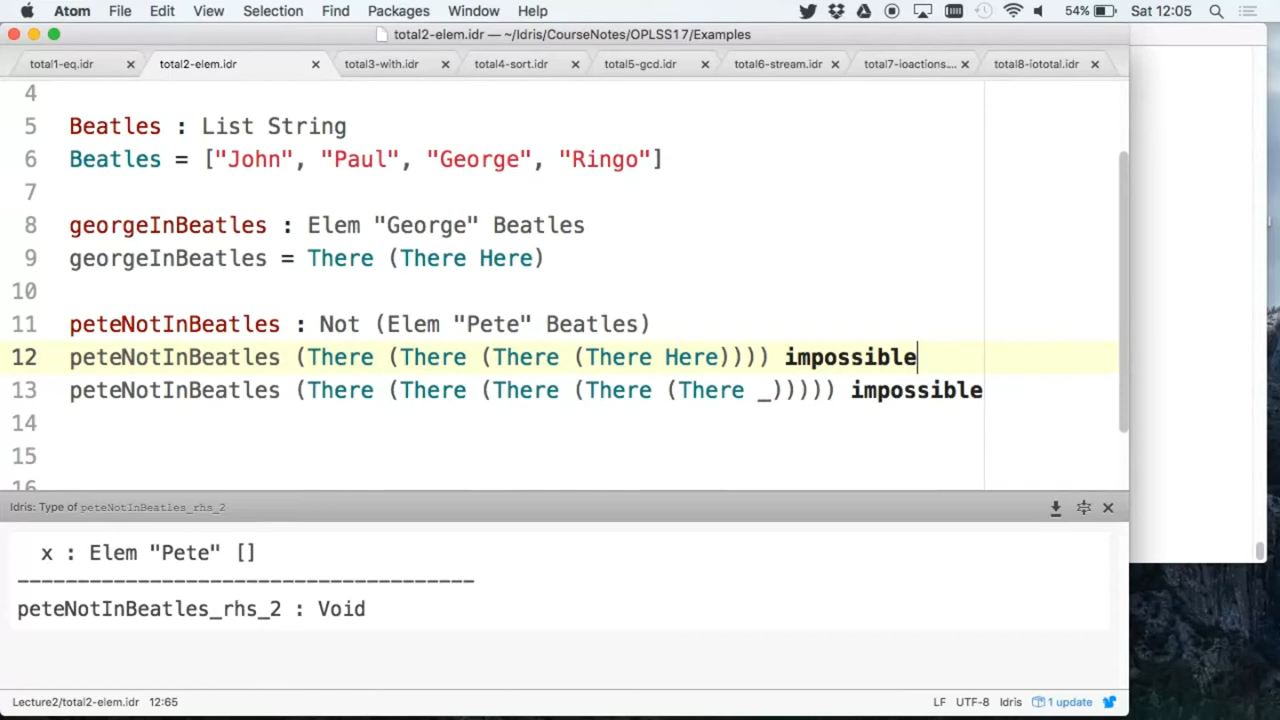 Atom File Edit View Selection Find Packages Window Help 54% Sat 12:05
total2-elem.idr — ~/Idris/CourseNotes/OPLSS17/Examples
total1-eq.idr total2-elem.idr total3-with.idr total4-sort.idr total5-gcd.idr total6-stream.idr total7-ioactions.... total8-iototal.idr
4
5 Beatles : List String
6 Beatles = ["John", "Paul", "George", "Ringo"]
7
8 georgeInBeatles : Elem "George" Beatles
9 georgeInBeatles = There (There Here)
10
11 peteNotInBeatles : Not (Elem "Pete" Beatles)
12 peteNotInBeatles (There (There (There (There Here)))) impossible
13 peteNotInBeatles (There (There (There (There (There _))))) impossible
14
15
16
Idris: Type of peteNotInBeatles_rhs_2
x : Elem "Pete" []
--------------------------------------
peteNotInBeatles_rhs_2 : Void
Lecture2/total2-elem.idr 12:65 LF UTF-8 Idris 1 update